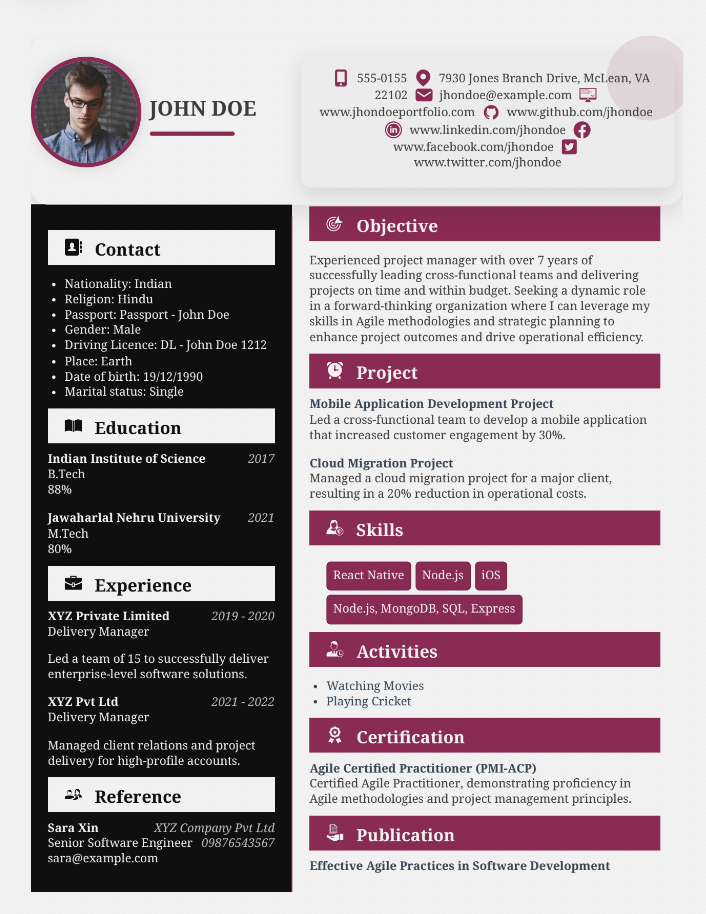 JOHN DOE
555-0155 7930 Jones Branch Drive, McLean, VA
22102 jhondoe@example.com
www.jhondoeportfolio.com www.github.com/jhondoe
www.linkedin.com/jhondoe
www.facebook.com/jhondoe
www.twitter.com/jhondoe
Contact
• Nationality: Indian
• Religion: Hindu
• Passport: Passport - John Doe
• Gender: Male
• Driving Licence: DL - John Doe 1212
• Place: Earth
• Date of birth: 19/12/1990
• Marital status: Single
Education
Indian Institute of Science 2017
B.Tech
88%
Jawaharlal Nehru University 2021
M.Tech
80%
Experience
XYZ Private Limited 2019 - 2020
Delivery Manager
Led a team of 15 to successfully deliver
enterprise-level software solutions.
XYZ Pvt Ltd 2021 - 2022
Delivery Manager
Managed client relations and project
delivery for high-profile accounts.
Reference
Sara Xin XYZ Company Pvt Ltd
Senior Software Engineer 09876543567
sara@example.com
Objective
Experienced project manager with over 7 years of
successfully leading cross-functional teams and delivering
projects on time and within budget. Seeking a dynamic role
in a forward-thinking organization where I can leverage my
skills in Agile methodologies and strategic planning to
enhance project outcomes and drive operational efficiency.
Project
Mobile Application Development Project
Led a cross-functional team to develop a mobile application
that increased customer engagement by 30%.
Cloud Migration Project
Managed a cloud migration project for a major client,
resulting in a 20% reduction in operational costs.
Skills
React Native Node.js iOS
Node.js, MongoDB, SQL, Express
Activities
• Watching Movies
• Playing Cricket
Certification
Agile Certified Practitioner (PMI-ACP)
Certified Agile Practitioner, demonstrating proficiency in
Agile methodologies and project management principles.
Publication
Effective Agile Practices in Software Development